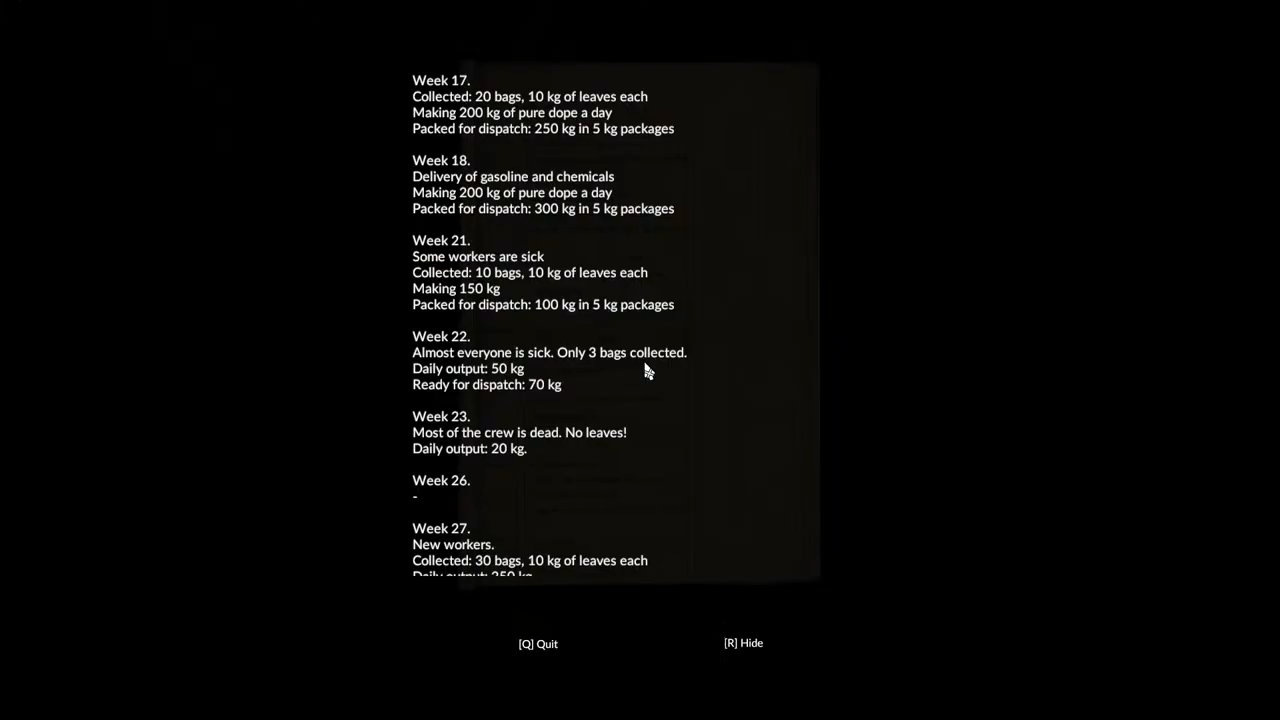 Week 17.
Collected: 20 bags, 10 kg of leaves each
Making 200 kg of pure dope a day
Packed for dispatch: 250 kg in 5 kg packages
Week 18.
Delivery of gasoline and chemicals
Making 200 kg of pure dope a day
Packed for dispatch: 300 kg in 5 kg packages
Week 21.
Some workers are sick
Collected: 10 bags, 10 kg of leaves each
Making 150 kg
Packed for dispatch: 100 kg in 5 kg packages
Week 22.
Almost everyone is sick. Only 3 bags collected.
Daily output: 50 kg
Ready for dispatch: 70 kg
Week 23.
Most of the crew is dead. No leaves!
Daily output: 20 kg.
Week 26.
-
Week 27.
New workers.
Collected: 30 bags, 10 kg of leaves each
Daily output:
[Q] Quit
[R] Hide